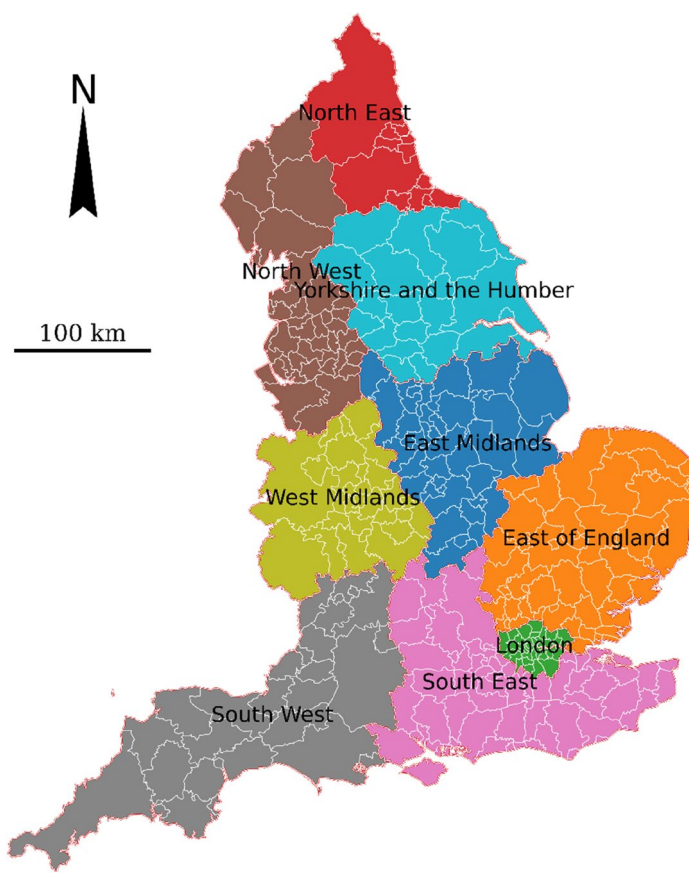 N
North East
North West
Yorkshire and the Humber
100 km
East Midlands
West Midlands
East of England
London
South East
South West